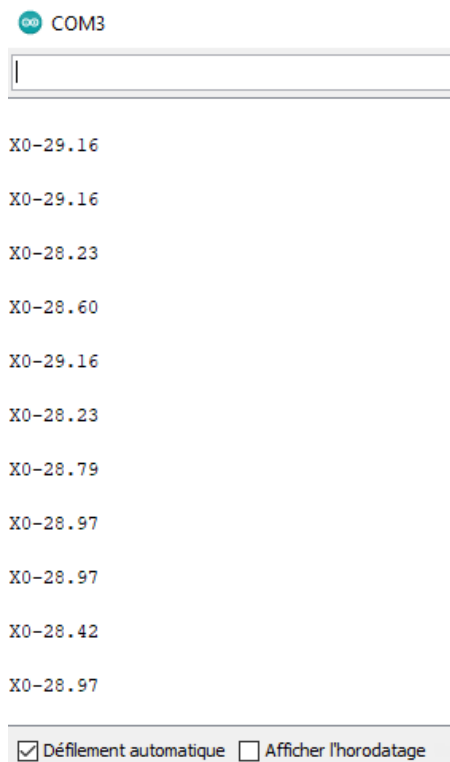 COM3
X0-29.16
X0-29.16
X0-28.23
X0-28.60
X0-29.16
X0-28.23
X0-28.79
X0-28.97
X0-28.97
X0-28.42
X0-28.97
Défilement automatique Afficher l'horodatage